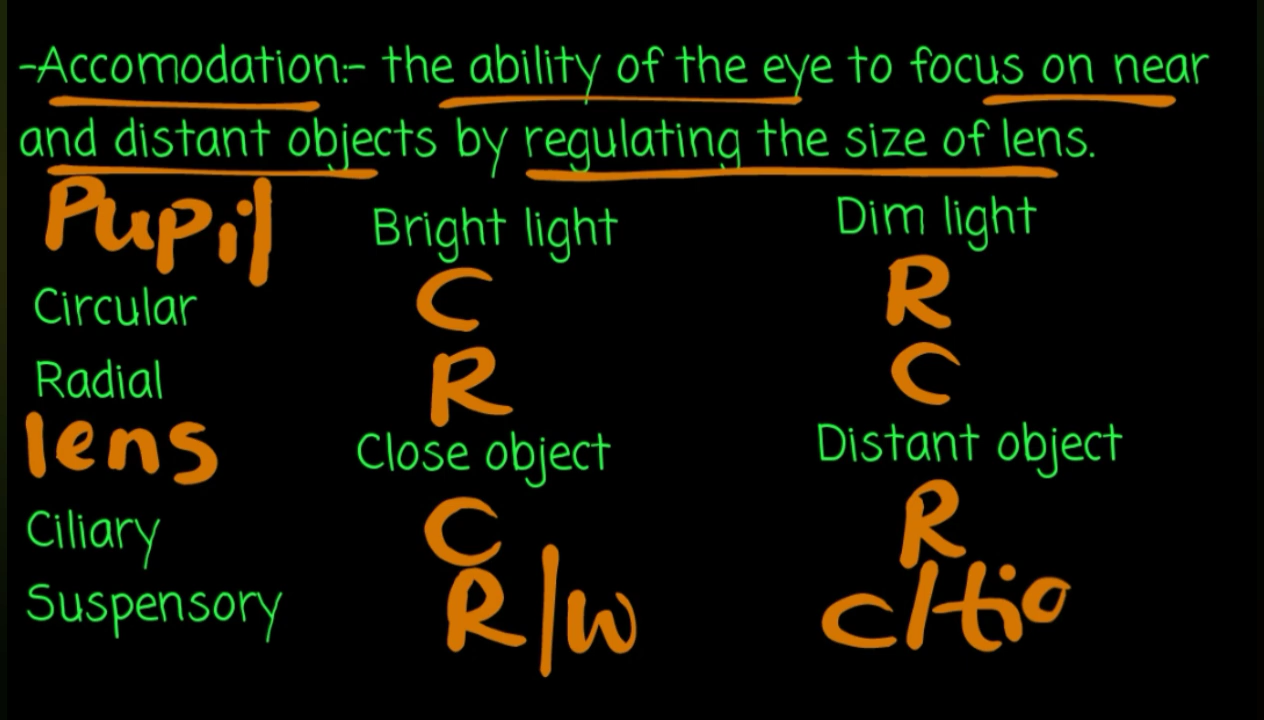 -Accomodation:- the ability of the eye to focus on near
and distant objects by regulating the size of lens.
Pupil Bright light Dim light
Circular C R
Radial R C
lens Close object Distant object
Ciliary C R
Suspensory R/w c/tio